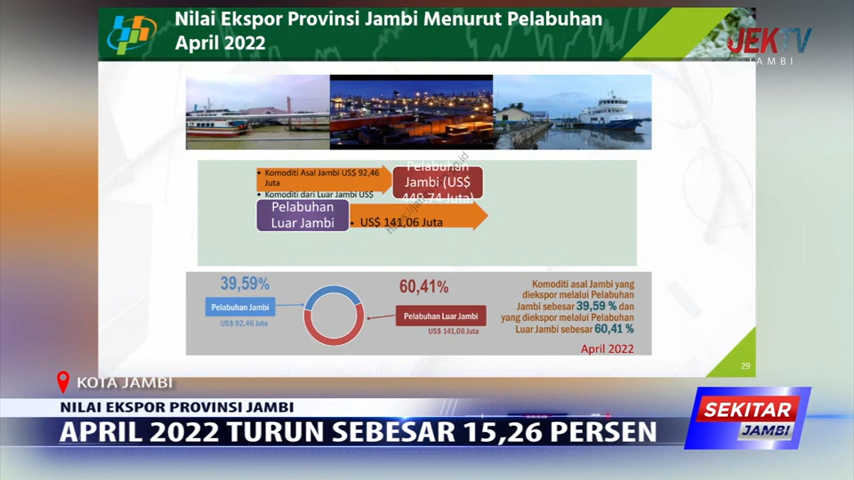 Nilai Ekspor Provinsi Jambi Menurut Pelabuhan
April 2022
JEKTV
JAMBI
• Komoditi Asal Jambi US$ 92,46
Juta
• Komoditi dari Luar Jambi US$
Pelabuhan
Jambi (US$
449,74 Juta)
Pelabuhan
Luar Jambi
• US$ 141,06 Juta
39,59%
Pelabuhan Jambi
US$ 92,46 Juta
60,41%
Pelabuhan Luar Jambi
US$ 141,06 Juta
Komoditi asal Jambi yang
diekspor melalui Pelabuhan
Jambi sebesar 39,59 % dan
yang diekspor melalui Pelabuhan
Luar Jambi sebesar 60,41 %
April 2022
29
KOTA JAMBI
NILAI EKSPOR PROVINSI JAMBI
APRIL 2022 TURUN SEBESAR 15,26 PERSEN
SEKITAR
JAMBI